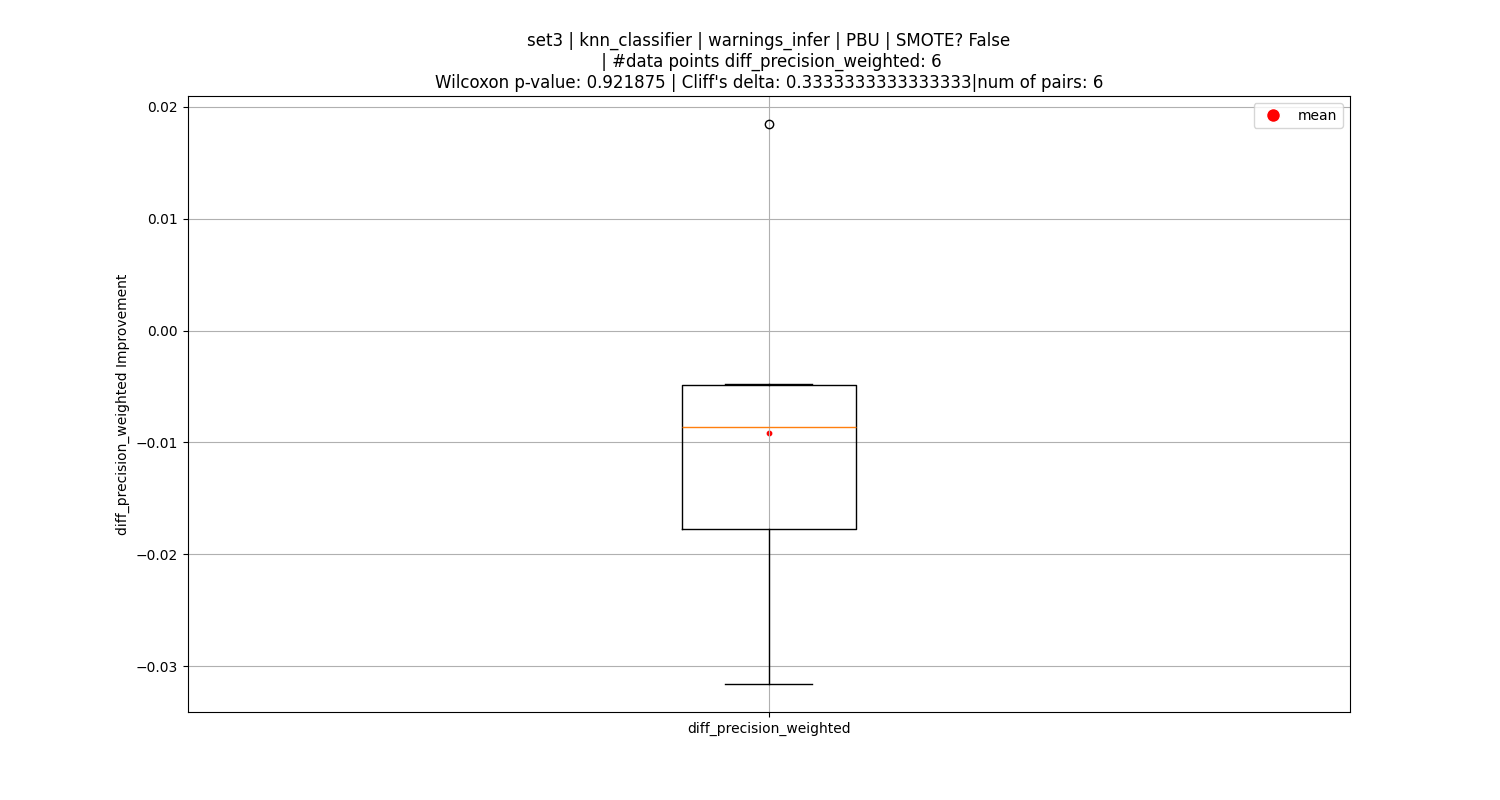 set3 | knn_classifier | warnings_infer | PBU | SMOTE? False
| #data points diff_precision_weighted: 6
Wilcoxon p-value: 0.921875 | Cliff's delta: 0.3333333333333333|num of pairs: 6
mean
0.02
0.01
0.00
−0.01
−0.02
−0.03
diff_precision_weighted Improvement
diff_precision_weighted